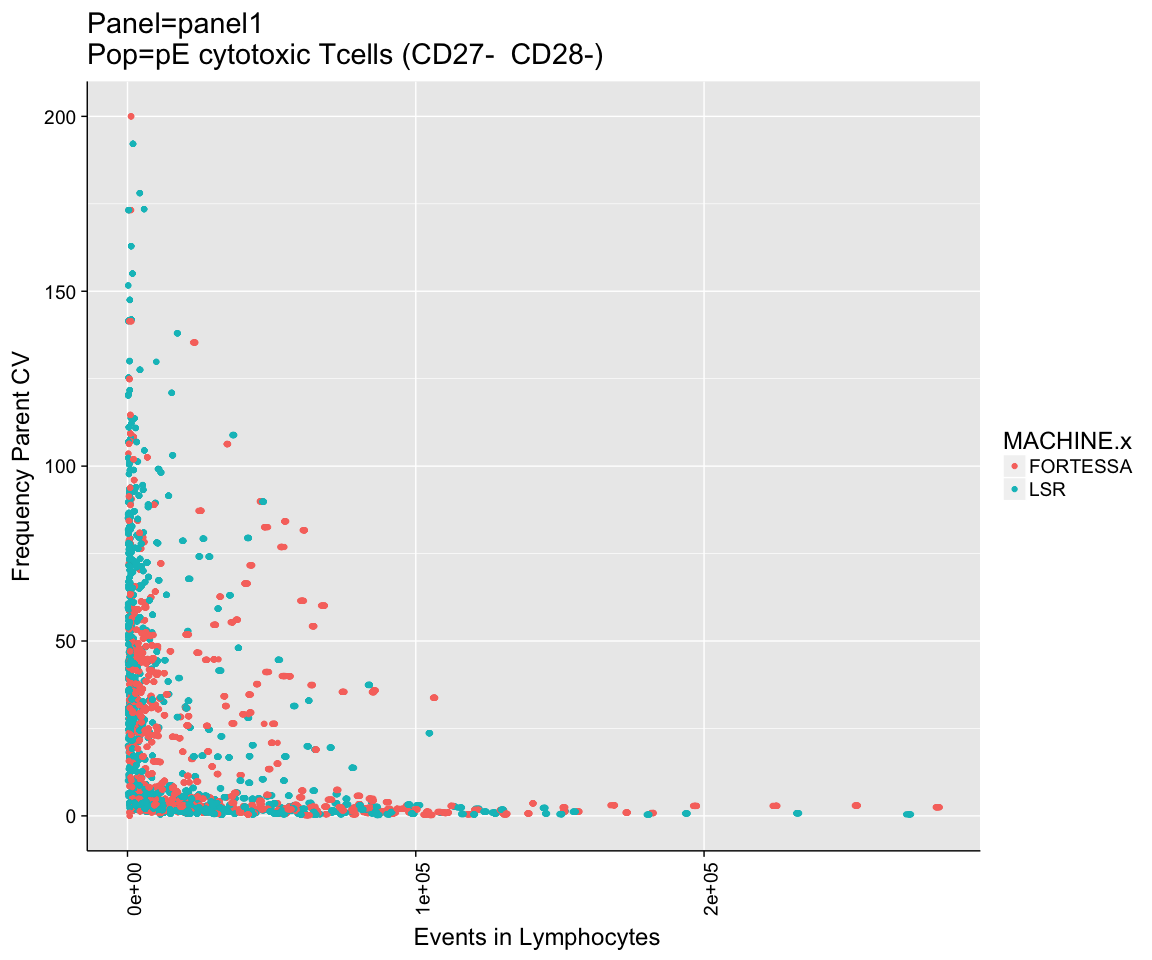 Panel=panel1
Pop=pE cytotoxic Tcells (CD27-  CD28-)
200
150
100
50
0
Frequency Parent CV
0e+00
1e+05
2e+05
Events in Lymphocytes
MACHINE.x
FORTESSA
LSR